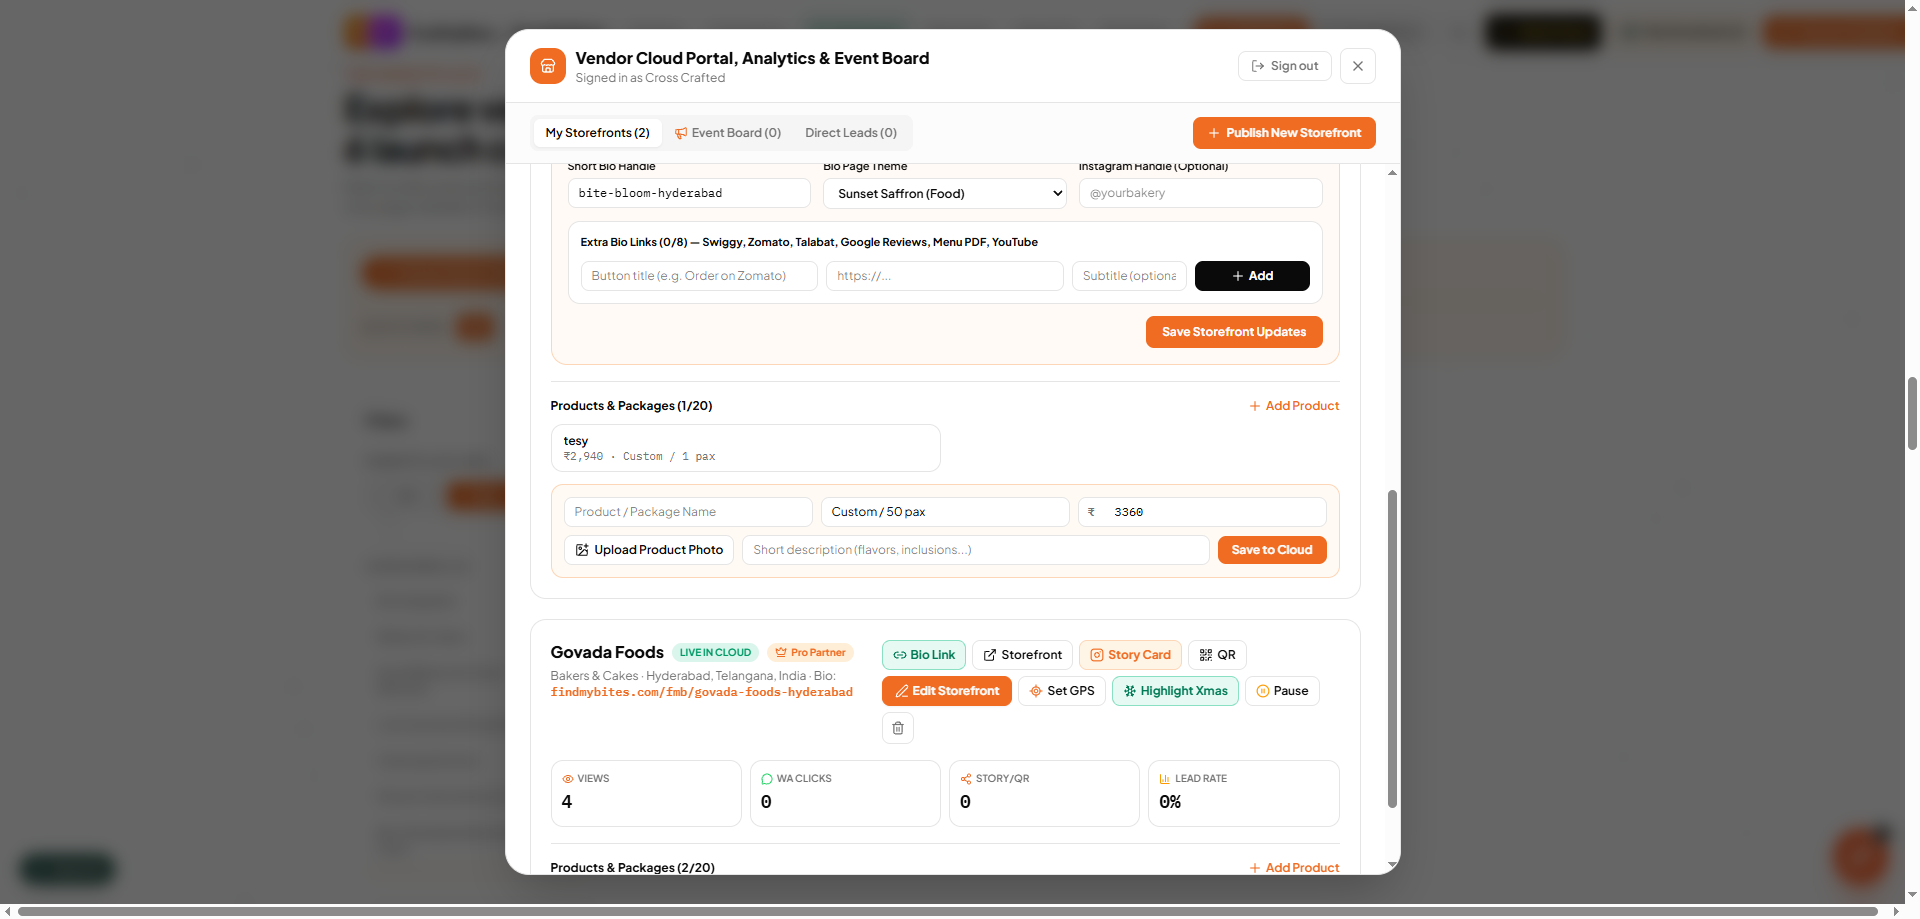 Vendor Cloud Portal, Analytics & Event Board
Signed in as Cross Crafted
Sign out
My Storefronts (2)
Event Board (0)
Direct Leads (0)
Publish New Storefront
Short Bio Handle
Bio Page Theme
Instagram Handle (Optional)
bite-bloom-hyderabad
Sunset Saffron (Food)
@yourbakery
Extra Bio Links (0/8) — Swiggy, Zomato, Talabat, Google Reviews, Menu PDF, YouTube
Button title (e.g. Order on Zomato)
https://...
Subtitle (optiona
+ Add
Save Storefront Updates
Products & Packages (1/20)
+ Add Product
tesy
₹2,940 · Custom / 1 pax
Product / Package Name
Custom / 50 pax
₹ 3360
Upload Product Photo
Short description (flavors, inclusions...)
Save to Cloud
Govada Foods
LIVE IN CLOUD
Pro Partner
Bio Link
Storefront
Story Card
QR
Bakers & Cakes · Hyderabad, Telangana, India · Bio:
findmybites.com/fmb/govada-foods-hyderabad
Edit Storefront
Set GPS
Highlight Xmas
Pause
VIEWS
4
WA CLICKS
0
STORY/QR
0
LEAD RATE
0%
Products & Packages (2/20)
+ Add Product